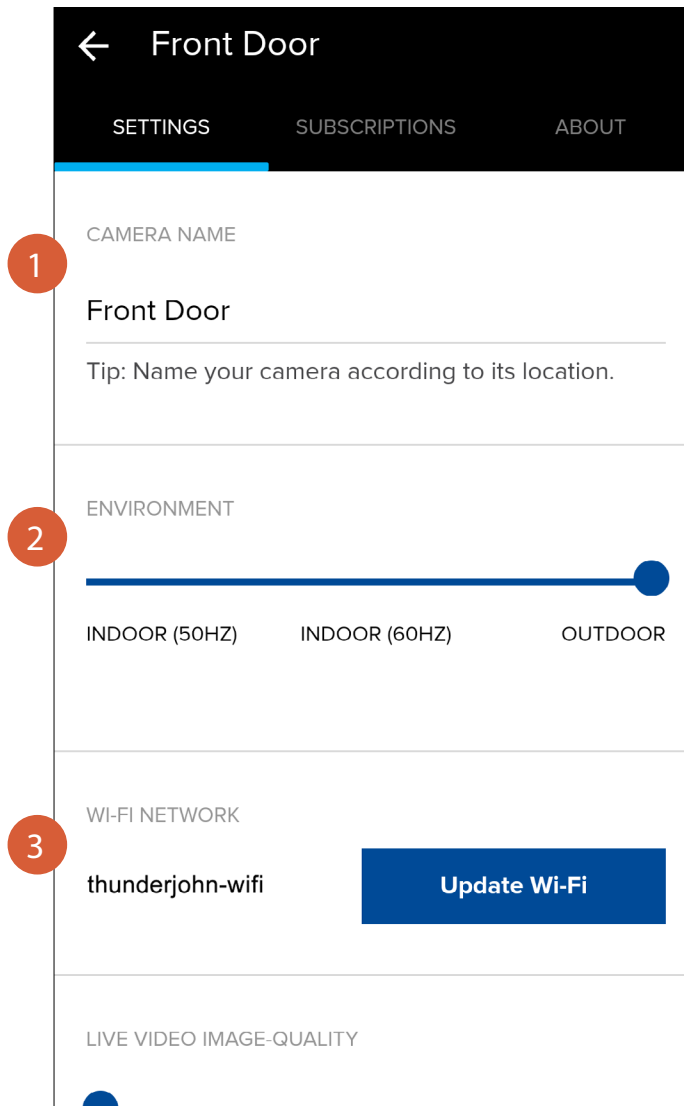 Front Door
SETTINGS SUBSCRIPTIONS ABOUT
CAMERA NAME
1
Front Door
Tip: Name your camera according to its location.
ENVIRONMENT
2
INDOOR (50HZ) INDOOR (60HZ) OUTDOOR
WI-FI NETWORK
3
thunderjohn-wifi Update Wi-Fi
LIVE VIDEO IMAGE-QUALITY